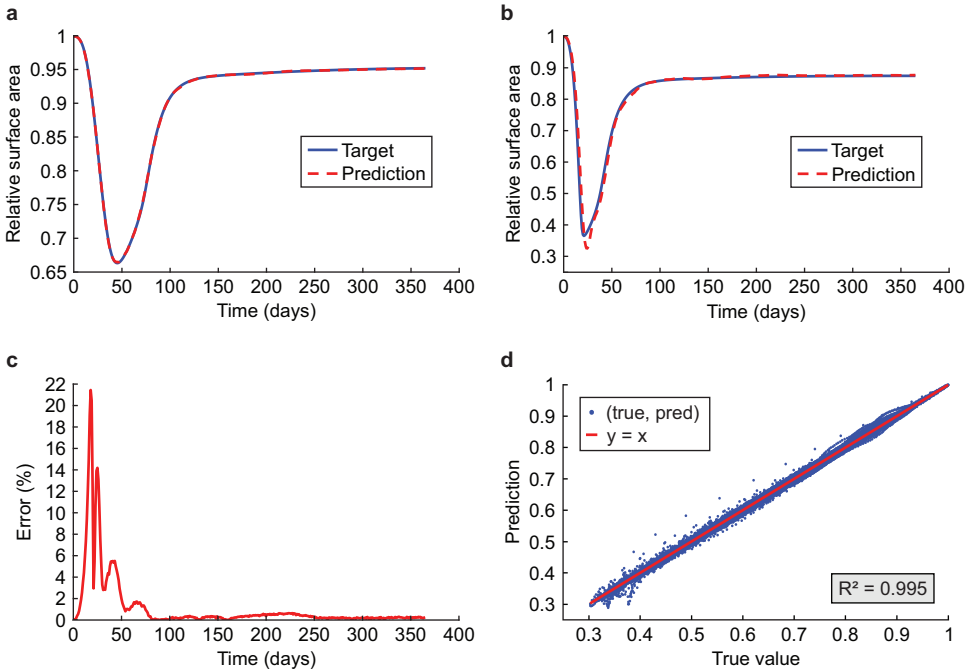 a
1
0.95
0.9
0.85
0.8
0.75
0.7
0.65
Relative surface area
Target
Prediction
0 50 100 150 200 250 300 350 400
Time (days)
b
1
0.9
0.8
0.7
0.6
0.5
0.4
0.3
Relative surface area
Target
Prediction
0 50 100 150 200 250 300 350 400
Time (days)
c
22
20
18
16
14
12
10
8
6
4
2
0
Error (%)
0 50 100 150 200 250 300 350 400
Time (days)
d
1
0.9
0.8
0.7
0.6
0.5
0.4
0.3
Prediction
(true, pred)
y = x
R² = 0.995
0.3 0.4 0.5 0.6 0.7 0.8 0.9 1
True value